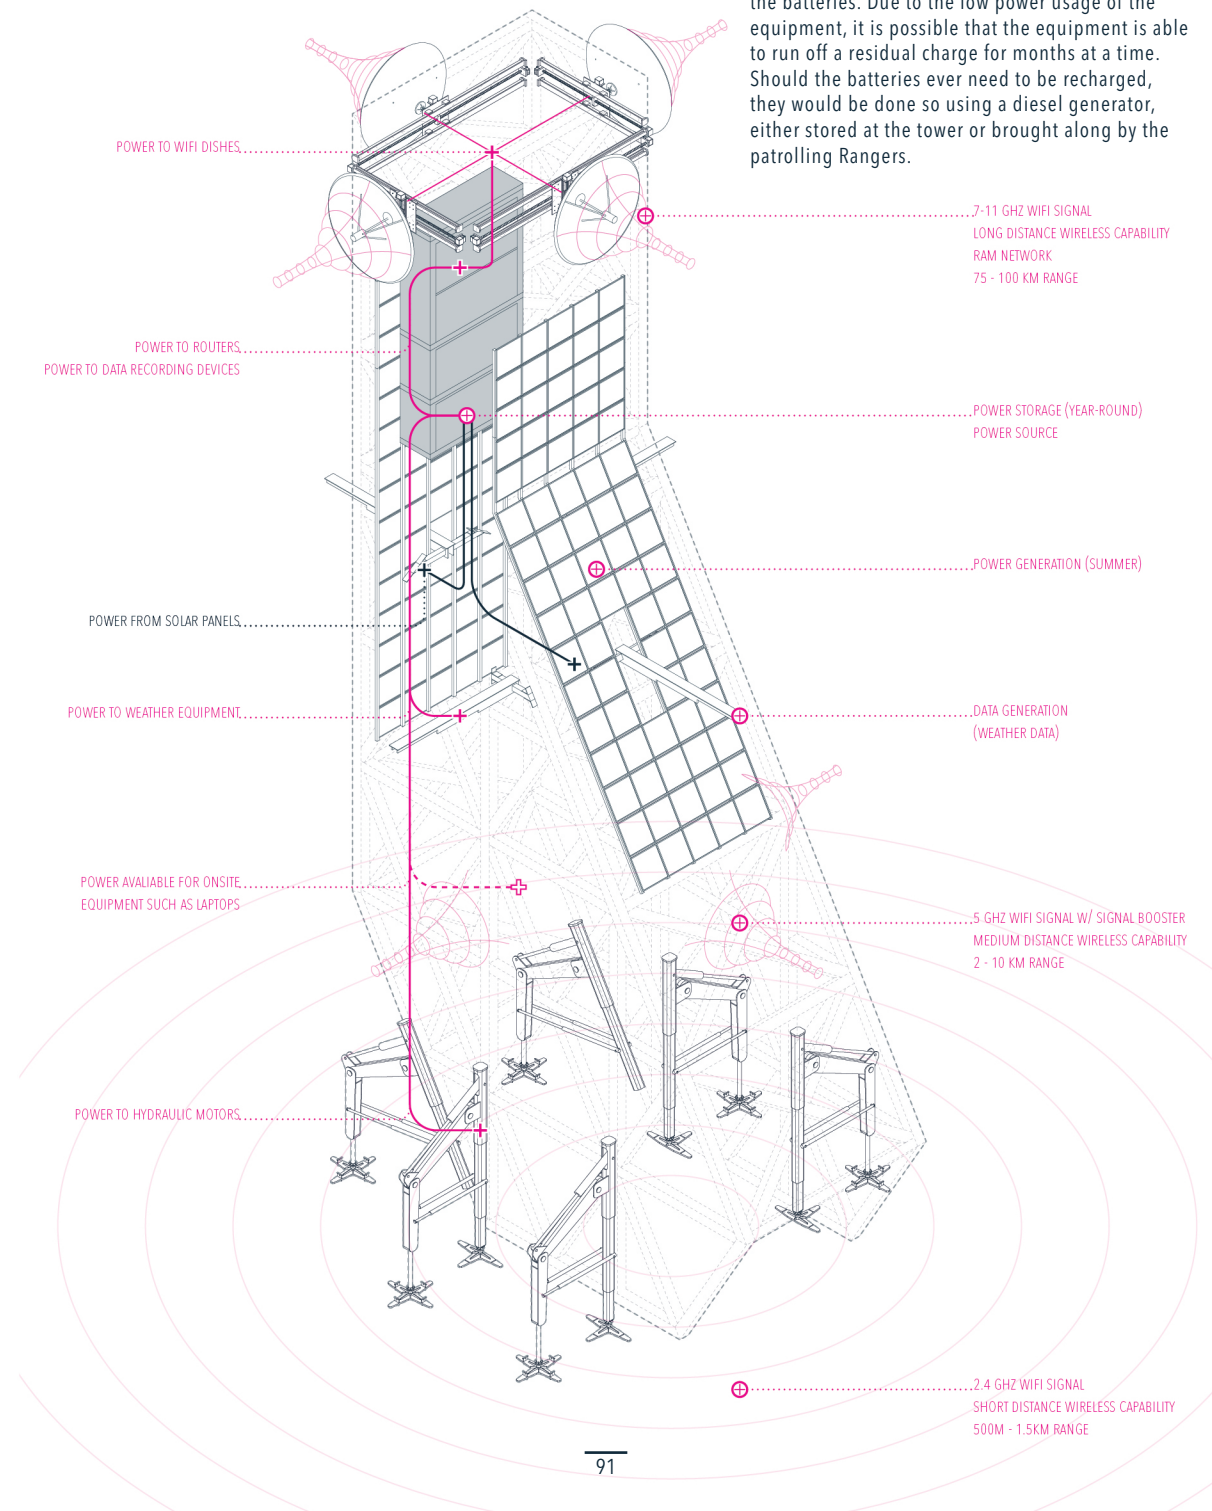 the batteries. Due to the low power usage of the
equipment, it is possible that the equipment is able
to run off a residual charge for months at a time.
Should the batteries ever need to be recharged,
they would be done so using a diesel generator,
either stored at the tower or brought along by the
patrolling Rangers.
POWER TO WIFI DISHES
7-11 GHZ WIFI SIGNAL
LONG DISTANCE WIRELESS CAPABILITY
RAM NETWORK
75 - 100 KM RANGE
POWER TO ROUTERS
POWER TO DATA RECORDING DEVICES
POWER STORAGE (YEAR-ROUND)
POWER SOURCE
POWER GENERATION (SUMMER)
POWER FROM SOLAR PANELS
POWER TO WEATHER EQUIPMENT
DATA GENERATION
(WEATHER DATA)
POWER AVALIABLE FOR ONSITE
EQUIPMENT SUCH AS LAPTOPS
5 GHZ WIFI SIGNAL W/ SIGNAL BOOSTER
MEDIUM DISTANCE WIRELESS CAPABILITY
2 - 10 KM RANGE
POWER TO HYDRAULIC MOTORS
2.4 GHZ WIFI SIGNAL
SHORT DISTANCE WIRELESS CAPABILITY
500M - 1.5KM RANGE
91